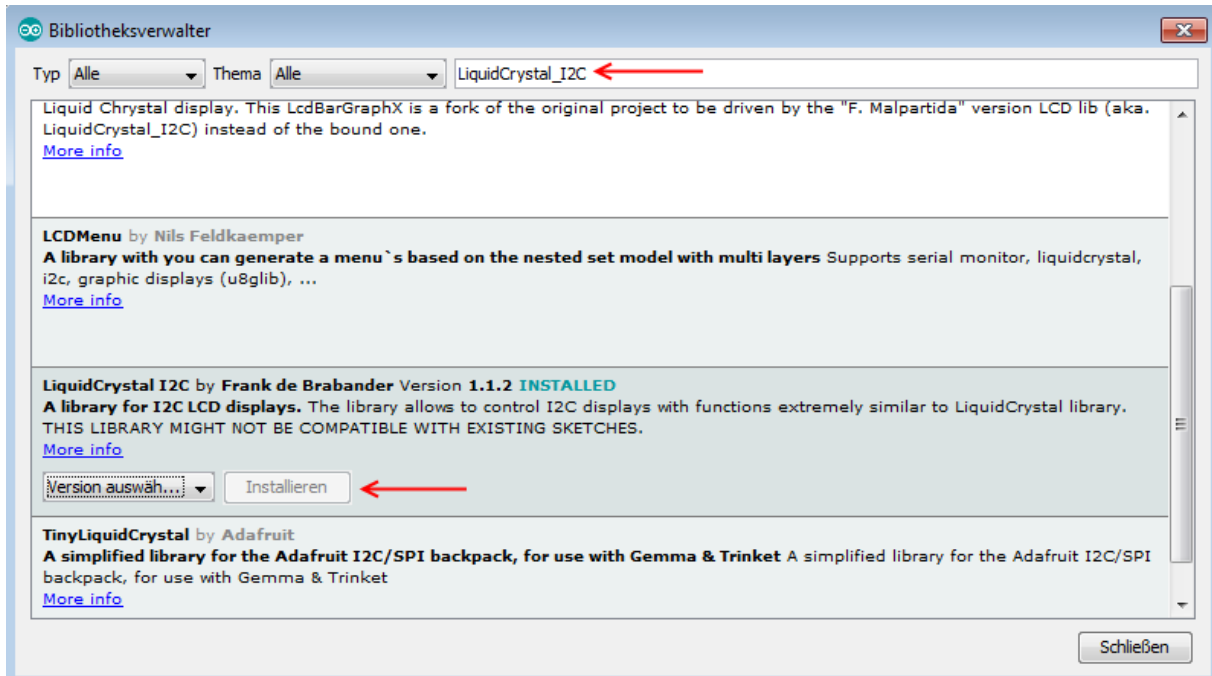 Bibliotheksverwalter
Typ Alle Thema Alle LiquidCrystal_I2C
Liquid Chrystal display. This LcdBarGraphX is a fork of the original project to be driven by the "F. Malpartida" version LCD lib (aka.
LiquidCrystal_I2C) instead of the bound one.
More info
LCDMenu by Nils Feldkaemper
A library with you can generate a menu`s based on the nested set model with multi layers Supports serial monitor, liquidcrystal,
i2c, graphic displays (u8glib), ...
More info
LiquidCrystal I2C by Frank de Brabander Version 1.1.2 INSTALLED
A library for I2C LCD displays. The library allows to control I2C displays with functions extremely similar to LiquidCrystal library.
THIS LIBRARY MIGHT NOT BE COMPATIBLE WITH EXISTING SKETCHES.
More info
Version auswäh... Installieren
TinyLiquidCrystal by Adafruit
A simplified library for the Adafruit I2C/SPI backpack, for use with Gemma & Trinket A simplified library for the Adafruit I2C/SPI
backpack, for use with Gemma & Trinket
More info
Schließen